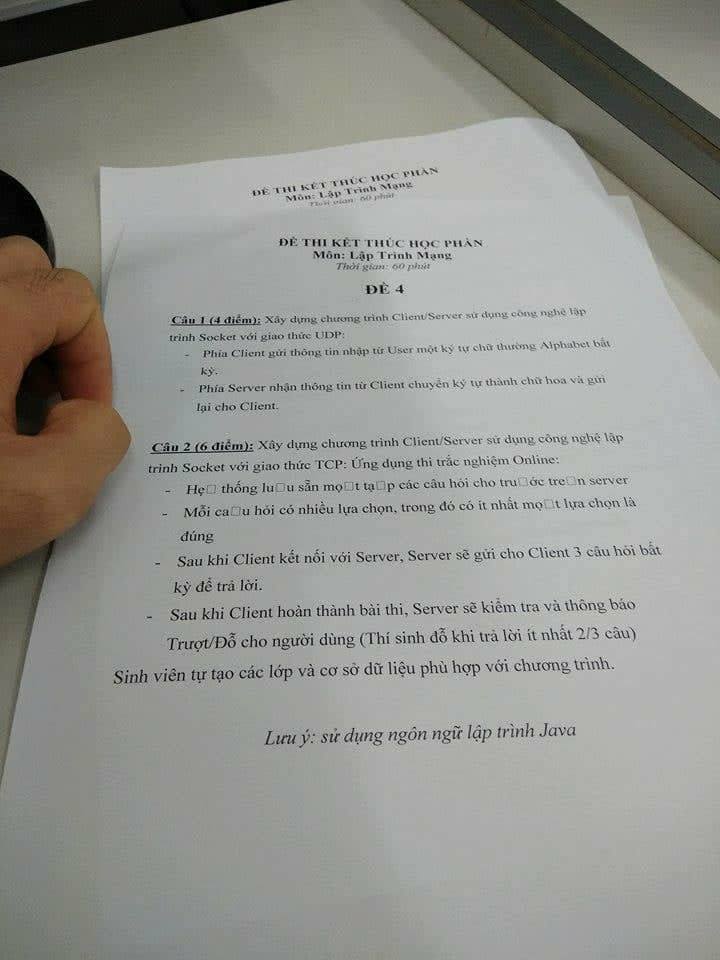 ĐỀ THI KẾT THÚC HỌC PHẦN
Môn: Lập Trình Mạng
Thời gian: 60 phút
ĐỀ THI KẾT THÚC HỌC PHẦN
Môn: Lập Trình Mạng
Thời gian: 60 phút
ĐỀ 4
Câu 1 (4 điểm): Xây dựng chương trình Client/Server sử dụng công nghệ lập
trình Socket với giao thức UDP:
- Phía Client gửi thông tin nhập từ User một ký tự chữ thường Alphabet bất
kỳ.
- Phía Server nhận thông tin từ Client chuyển ký tự thành chữ hoa và gửi
lại cho Client.
Câu 2 (6 điểm): Xây dựng chương trình Client/Server sử dụng công nghệ lập
trình Socket với giao thức TCP: Ứng dụng thi trắc nghiệm Online:
- Hẹ□ thống lu□u sẵn mọ□t tạ□p các câu hỏi cho tru□ớc tre□n server
- Mỗi ca□u hỏi có nhiều lựa chọn, trong đó có ít nhất mọ□t lựa chọn là
đúng
- Sau khi Client kết nối với Server, Server sẽ gửi cho Client 3 câu hỏi bất
kỳ để trả lời.
- Sau khi Client hoàn thành bài thi, Server sẽ kiểm tra và thông báo
Trượt/Đỗ cho người dùng (Thí sinh đỗ khi trả lời ít nhất 2/3 câu)
Sinh viên tự tạo các lớp và cơ sở dữ liệu phù hợp với chương trình.
Lưu ý: sử dụng ngôn ngữ lập trình Java